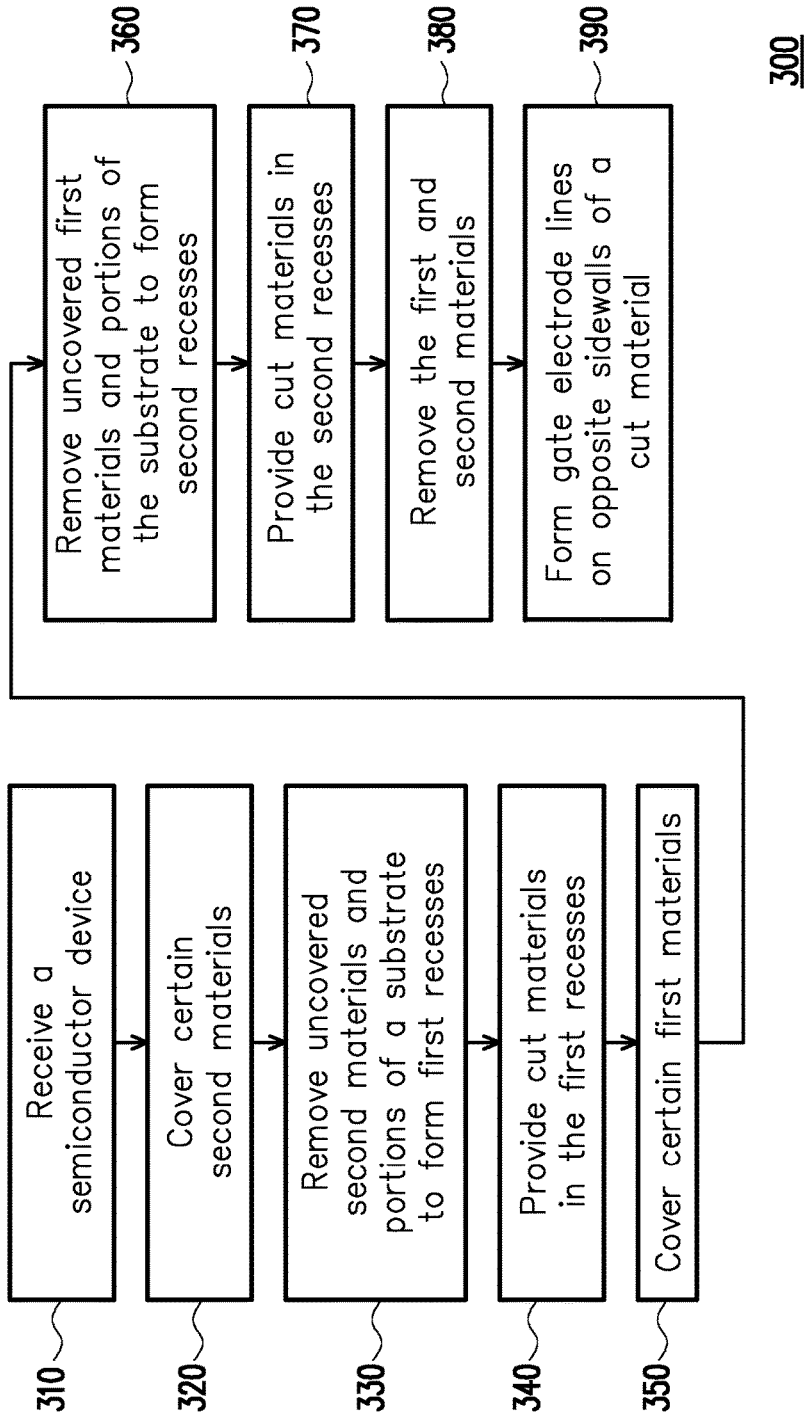 310
Receive a
semiconductor device
320
Cover certain
second materials
330
Remove uncovered
second materials and
portions of a substrate
to form first recesses
340
Provide cut materials
in the first recesses
350
Cover certain first materials
360
Remove uncovered first
materials and portions of
the substrate to form
second recesses
370
Provide cut materials in
the second recesses
380
Remove the first and
second materials
390
Form gate electrode lines
on opposite sidewalls of a
cut material
300